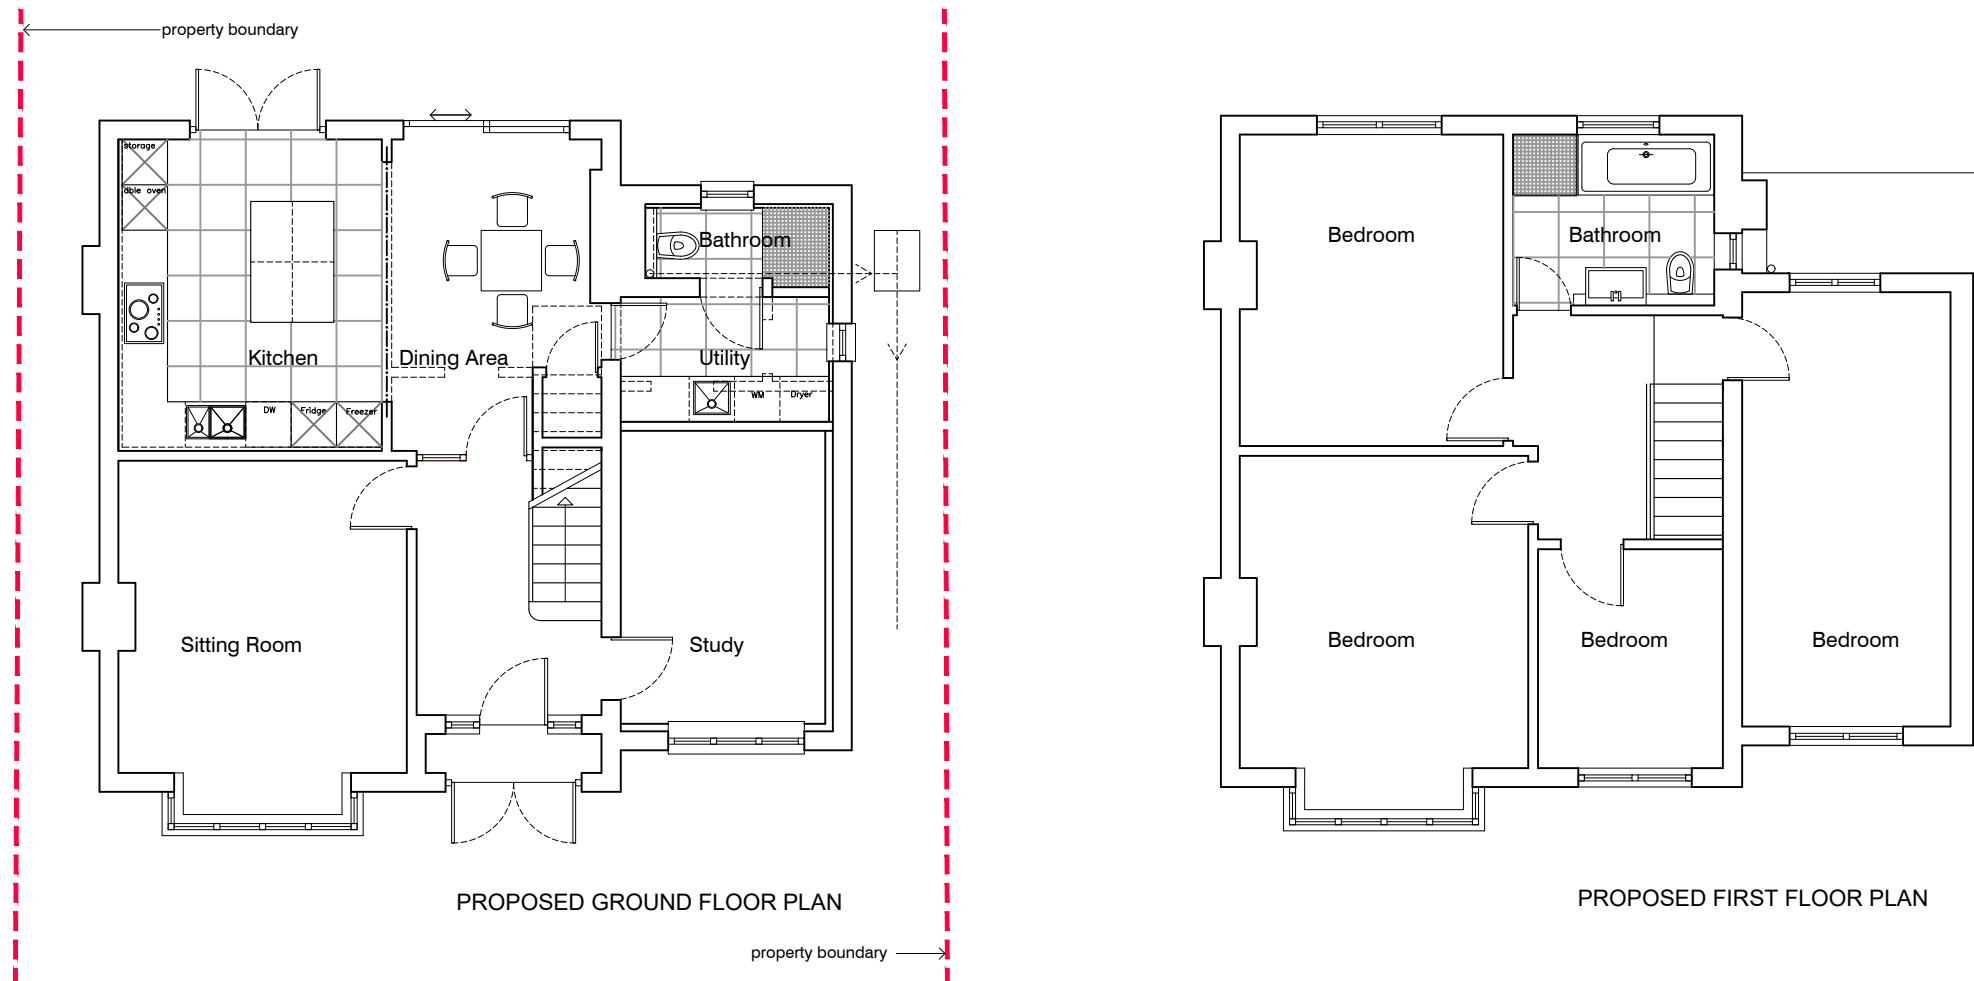 property boundary
storage
dble oven
Bathroom
Kitchen
Dining Area
Utility
DW
Fridge
Freezer
WM
Dryer
Sitting Room
Study
PROPOSED GROUND FLOOR PLAN
property boundary
Bedroom
Bathroom
Bedroom
Bedroom
Bedroom
PROPOSED FIRST FLOOR PLAN